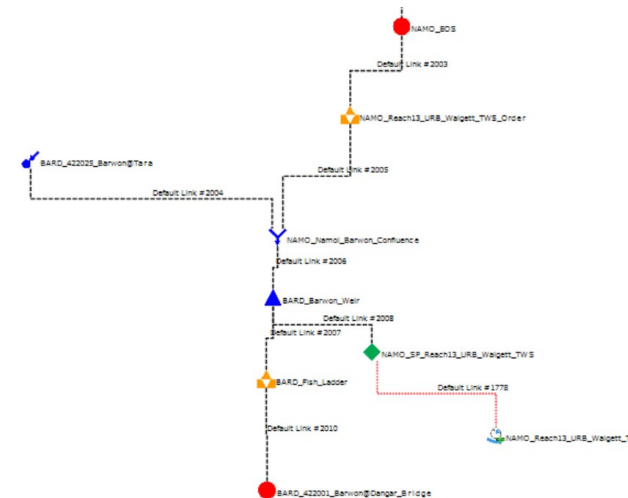 NAMO_EOS
Default Link #2003
NAMO_Reach13_URB_Walgett_TWS_Order
BARD_422025_Barwon@Tara
Default Link #2005
Default Link #2004
NAMO_Namoi_Barwon_Confluence
Default Link #2006
BARD_Barwon_Weir
Default Link #2008
Default Link #2007
NAMO_SP_Reach13_URB_Walgett_TWS
BARD_Fish_Ladder
Default Link #1778
Default Link #2010
NAMO_Reach13_URB_Walgett_T
BARD_422001_Barwon@Dangar_Bridge